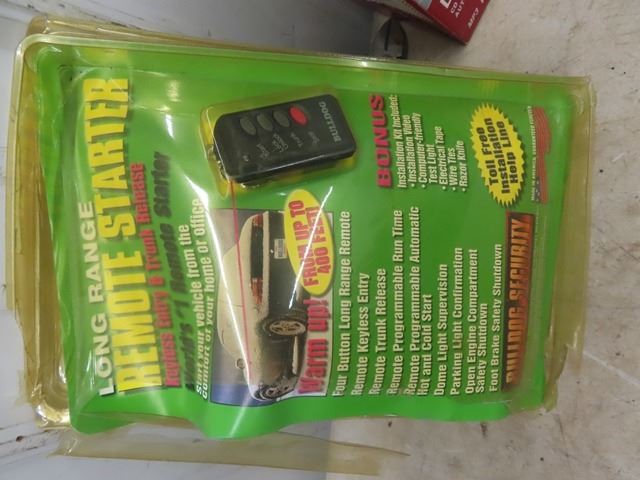 LONG RANGE
REMOTE STARTER
Keyless Entry & Trunk Release
#1 Remote Starter
Start your vehicle from the
Comfort of your home or office
Warm up!
FROM UP TO
400 FEET!
Four Button Long Range Remote
Remote Keyless Entry
Remote Trunk Release
Remote Programmable Run Time
Remote Programmable Automatic
Hot and Cold Start
Dome Light Supervision
Parking Light Confirmation
Open Engine Compartment
Safety Shutdown
Foot Brake Safety Shutdown
BULLDOG SECURITY
BULLDOG
BONUS
Installation Kit Included:
• Installation Video
• Computer-friendly
Test Light
• Electrical Tape
• Wire Ties
• Razor Knife
Toll Free
Installation
Help Line
MP3